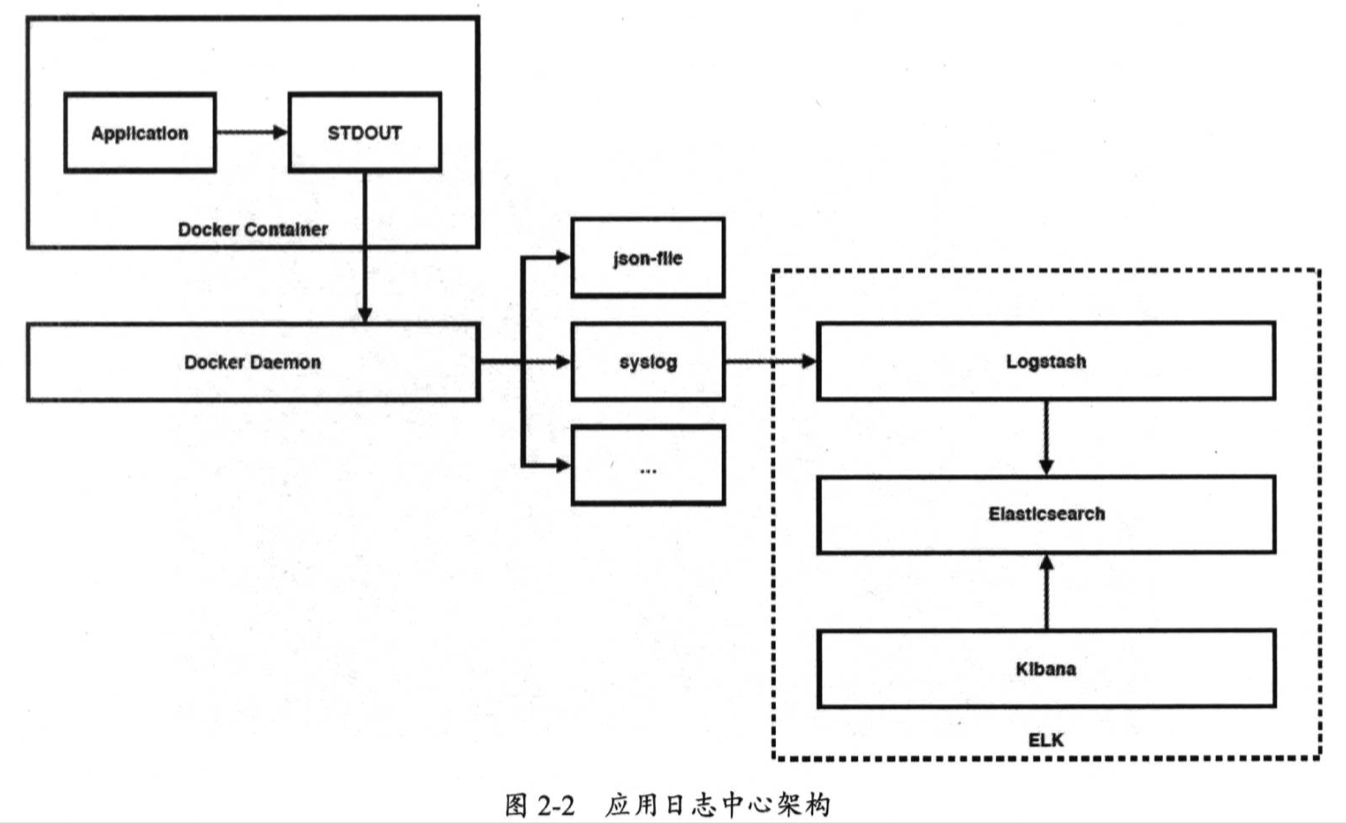 Application
STDOUT
Docker Container
json-file
Docker Daemon
syslog
Logstash
...
Elasticsearch
Kibana
ELK
图 2-2 应用日志中心架构